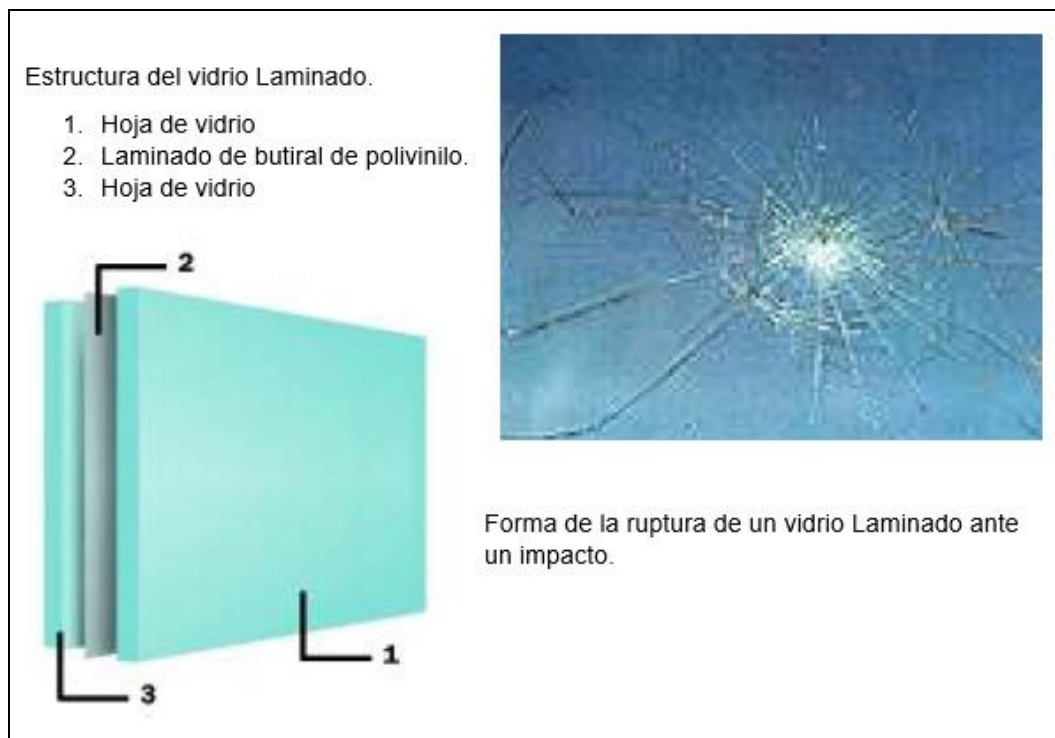 Estructura del vidrio Laminado.
1. Hoja de vidrio
2. Laminado de butiral de polivinilo.
3. Hoja de vidrio
2
1
3
Forma de la ruptura de un vidrio Laminado ante
un impacto.